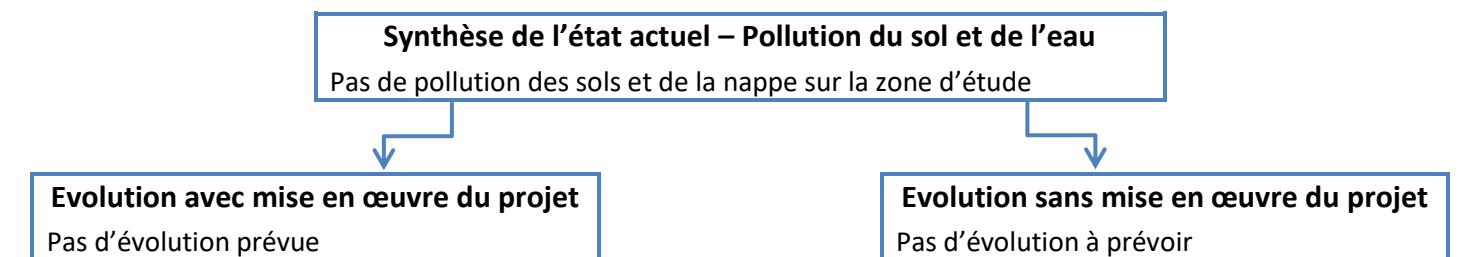 Synthèse de l’état actuel – Pollution du sol et de l’eau
Pas de pollution des sols et de la nappe sur la zone d’étude
Evolution avec mise en œuvre du projet
Pas d’évolution prévue
Evolution sans mise en œuvre du projet
Pas d’évolution à prévoir